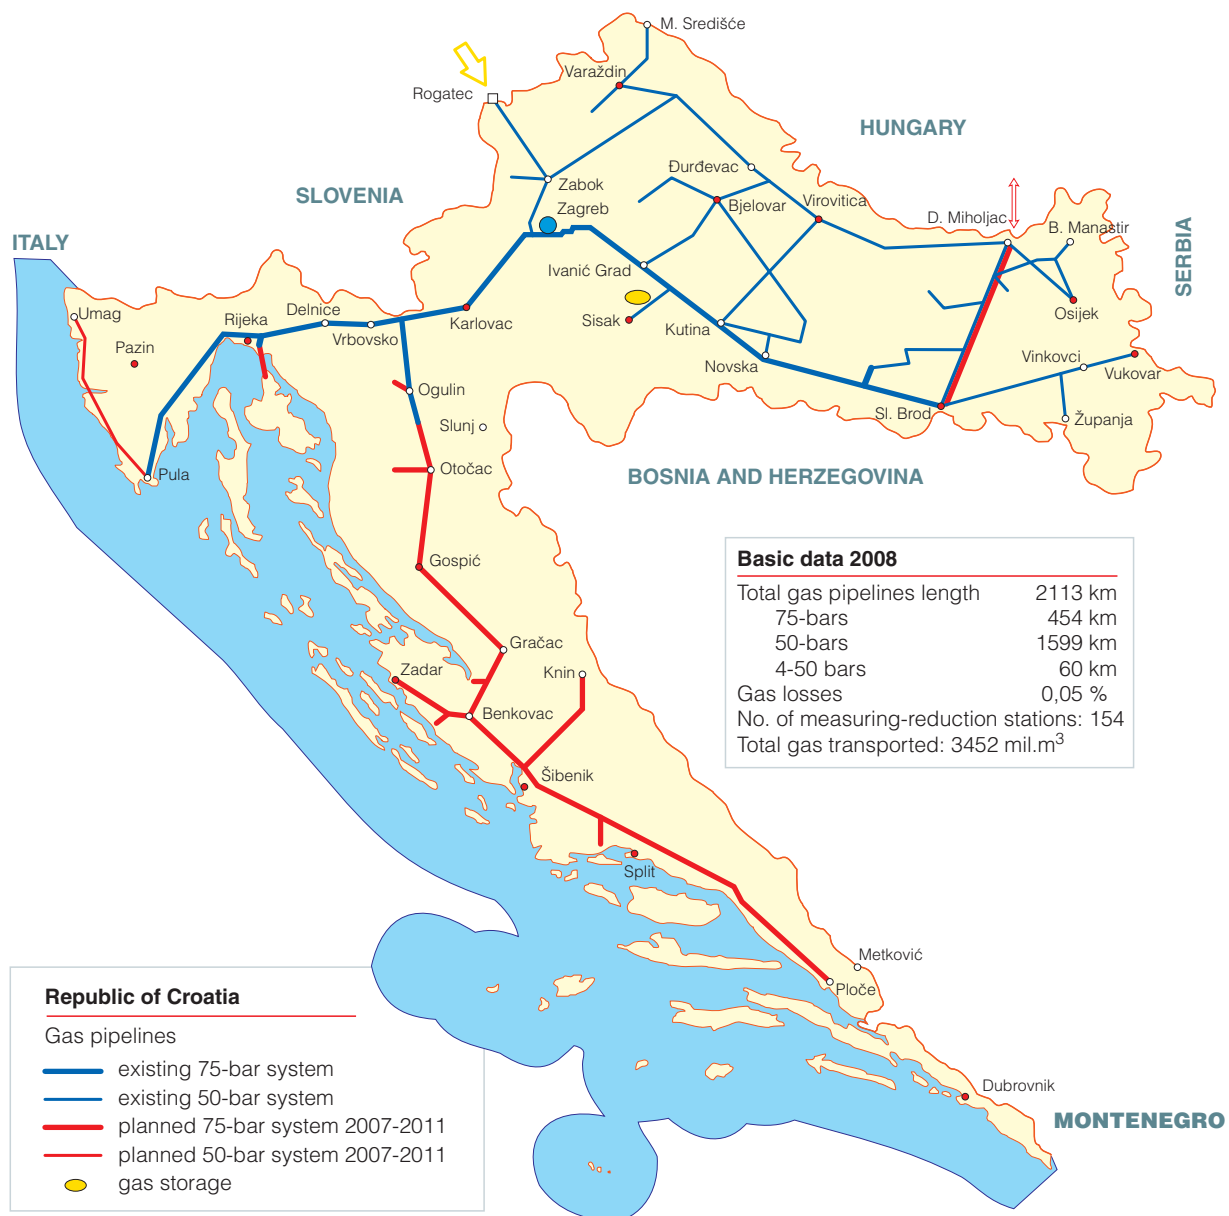 M. Središće
Varaždin
Rogatec
HUNGARY
Đurđevac
SLOVENIA
Zabok
Zagreb
Bjelovar
Virovitica
D. Miholjac
B. Manastir
SERBIA
ITALY
Ivanić Grad
Umag
Delnice
Rijeka
Vrbovsko
Karlovac
Sisak
Kutina
Osijek
Pazin
Novska
Vinkovci
Vukovar
Ogulin
Sl. Brod
Županja
Slunj
Pula
Otočac
BOSNIA AND HERZEGOVINA
Gospić
Basic data 2008
Total gas pipelines length 2113 km
75-bars 454 km
50-bars 1599 km
4-50 bars 60 km
Gas losses 0,05 %
No. of measuring-reduction stations: 154
Total gas transported: 3452 mil.m³
Gračac
Zadar
Knin
Benkovac
Šibenik
Split
Metković
Ploče
Dubrovnik
MONTENEGRO
Republic of Croatia
Gas pipelines
existing 75-bar system
existing 50-bar system
planned 75-bar system 2007-2011
planned 50-bar system 2007-2011
gas storage